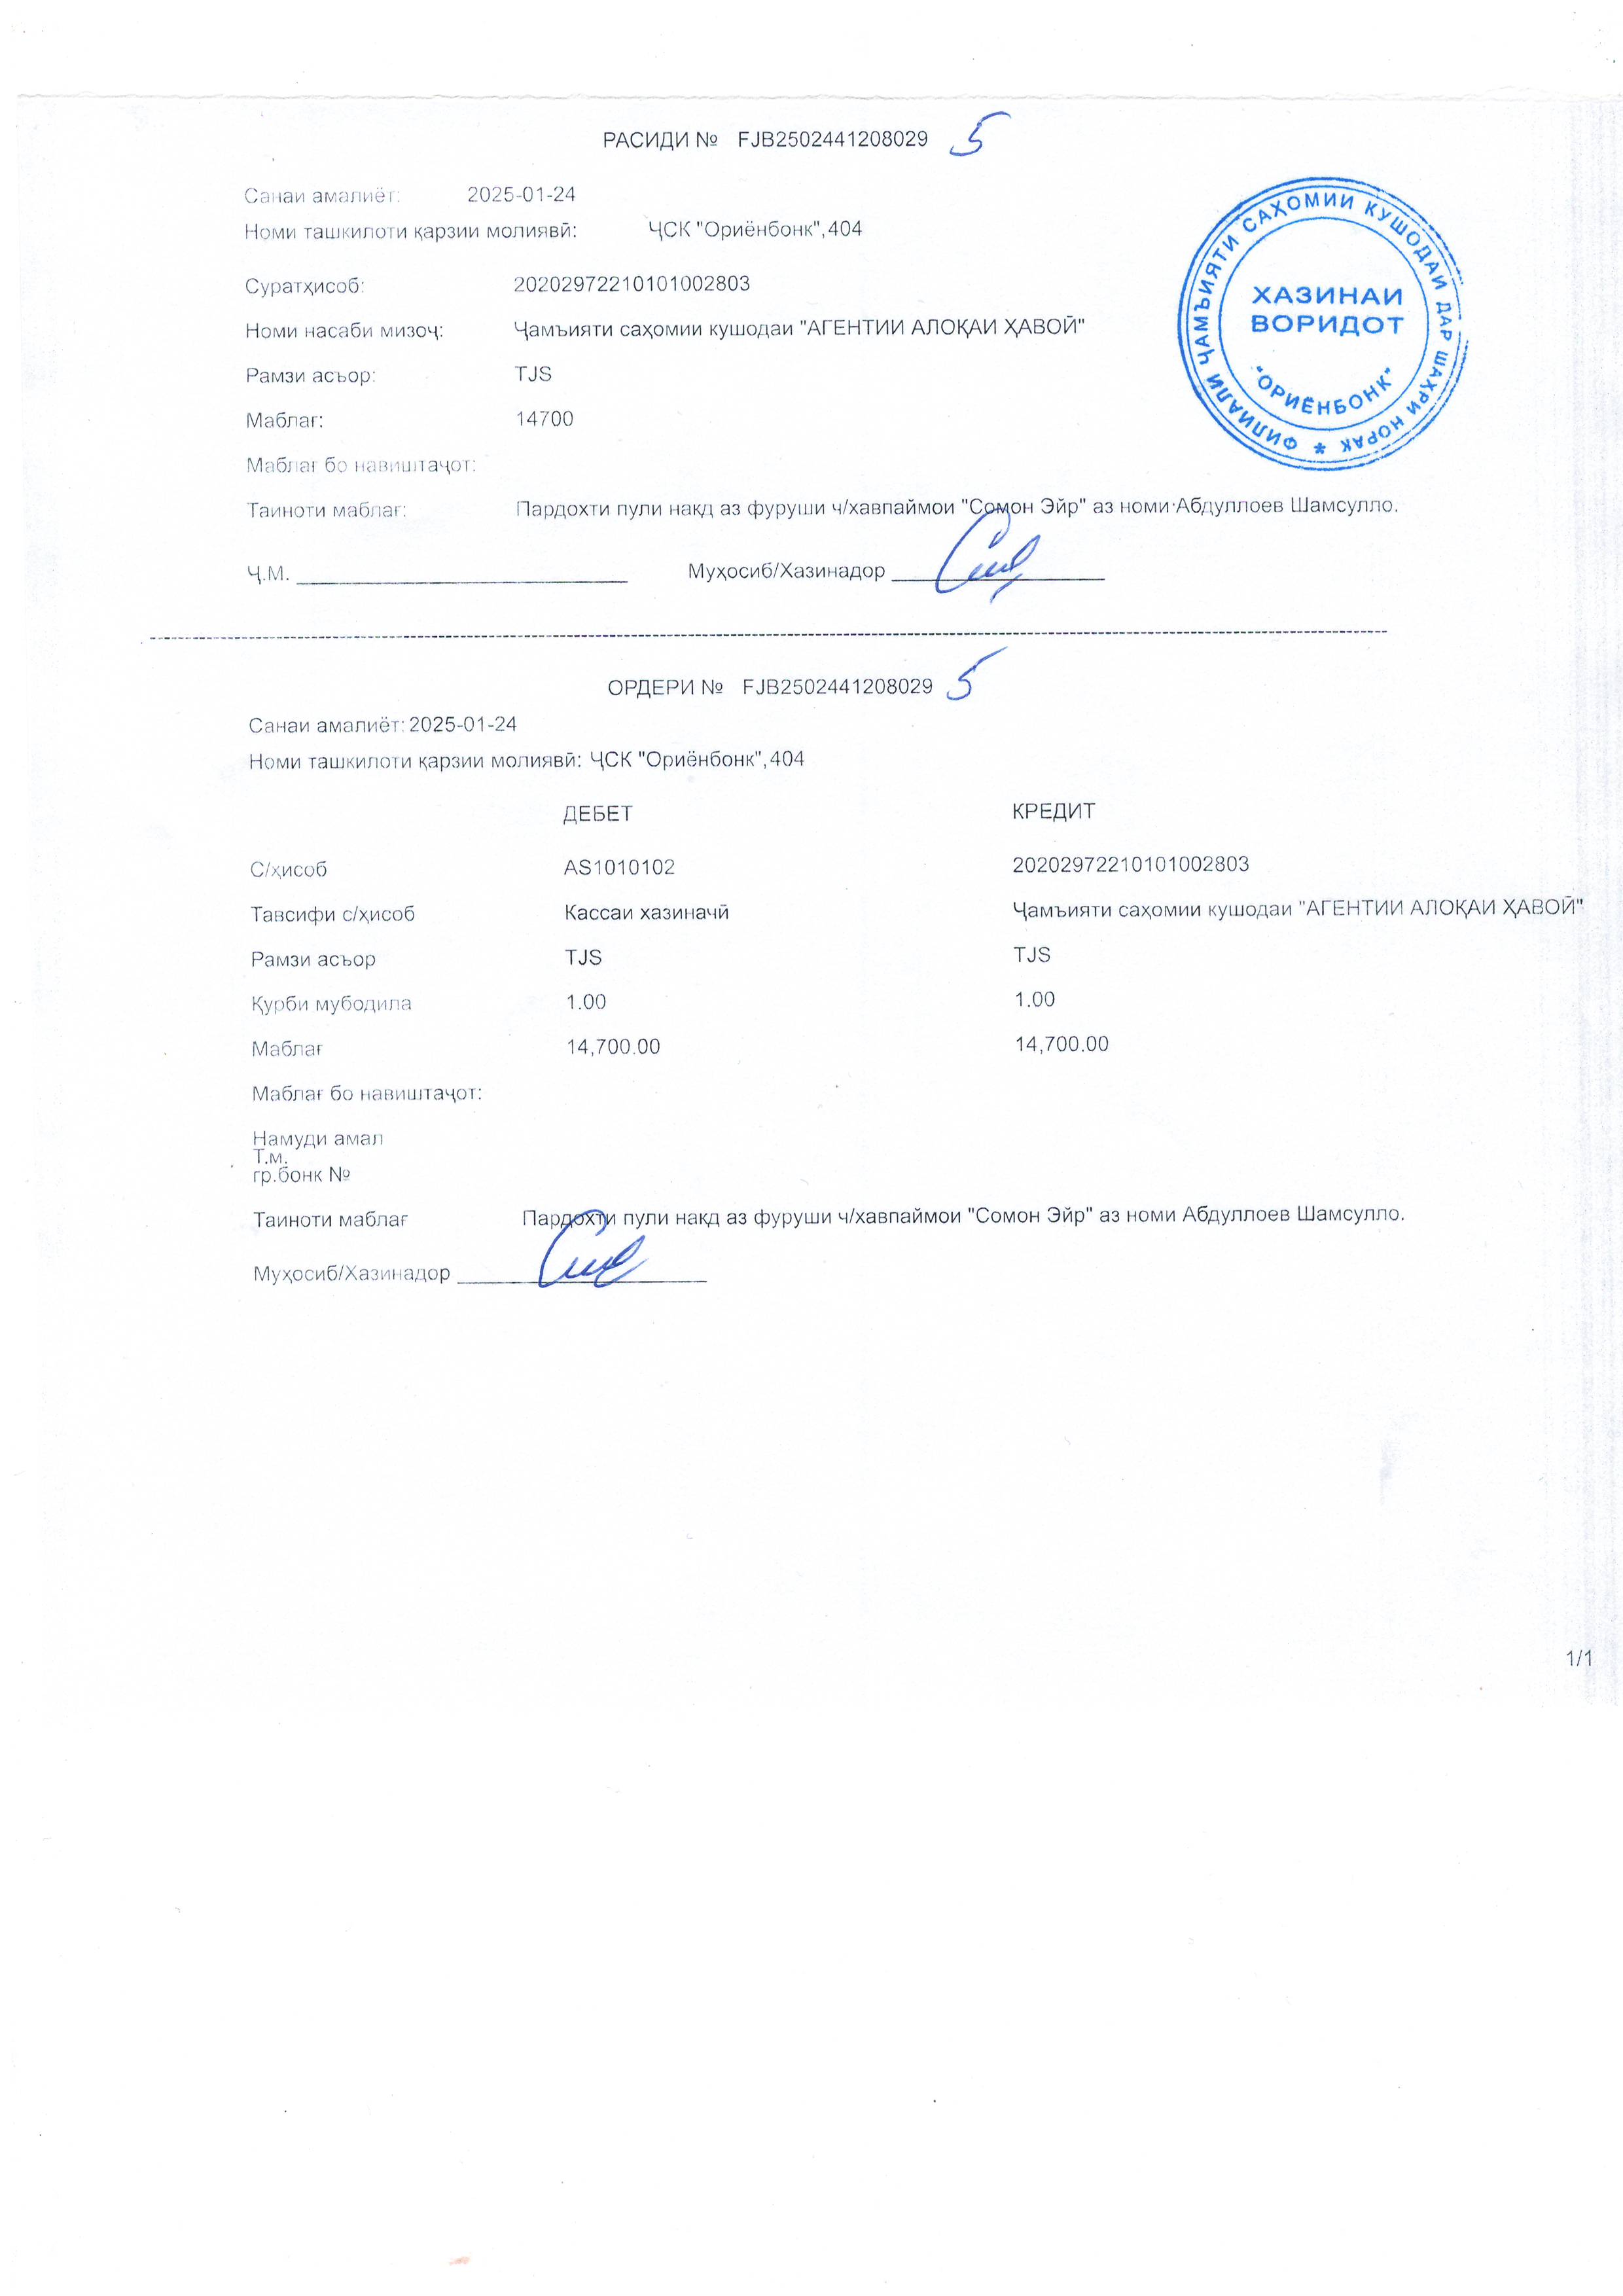 РАСИДИ № FJB2502441208029 5
Санаи амалиёт: 2025-01-24
Номи ташкилоти қарзии молиявӣ: ҶСК "Ориёнбонк",404
Суратҳисоб: 20202972210101002803
Номи насаби мизоҷ: Ҷамъияти саҳомии кушодаи "АГЕНТИИ АЛОҚАИ ҲАВОӢ"
Рамзи асъор: TJS
Маблағ: 14700
Маблағ бо навиштаҷот:
Таиноти маблағ: Пардохти пули накд аз фуруши ч/хавпаймои "Сомон Эйр" аз номи Абдуллоев Шамсулло.
Ҷ.М. Муҳосиб/Хазинадор
ФИЛИАЛИ ҶАМЪИЯТИ САҲОМИИ КУШОДАИ ДАР ШАҲРИ НОРАК *
ХАЗИНАИ
ВОРИДОТ
"ОРИЁНБОНК"
ОРДЕРИ № FJB2502441208029 5
Санаи амалиёт: 2025-01-24
Номи ташкилоти қарзии молиявӣ: ҶСК "Ориёнбонк",404
ДЕБЕТ КРЕДИТ
С/ҳисоб AS1010102 20202972210101002803
Тавсифи с/ҳисоб Кассаи хазиначӣ Ҷамъияти саҳомии кушодаи "АГЕНТИИ АЛОҚАИ ҲАВОӢ"
Рамзи асъор TJS TJS
Қурби мубодила 1.00 1.00
Маблағ 14,700.00 14,700.00
Маблағ бо навиштаҷот:
Намуди амал
Т.м.
гр.бонк №
Таиноти маблағ Пардохти пули накд аз фуруши ч/хавпаймои "Сомон Эйр" аз номи Абдуллоев Шамсулло.
Муҳосиб/Хазинадор
1/1